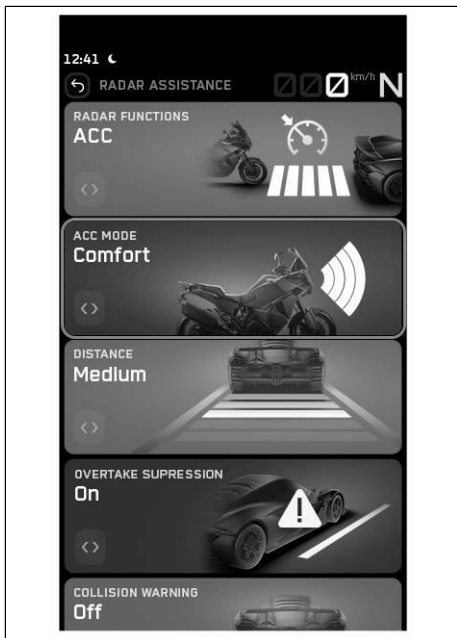 12:41
RADAR ASSISTANCE 000 km/h N
RADAR FUNCTIONS
ACC
ACC MODE
Comfort
DISTANCE
Medium
OVERTAKE SUPRESSION
On
COLLISION WARNING
Off